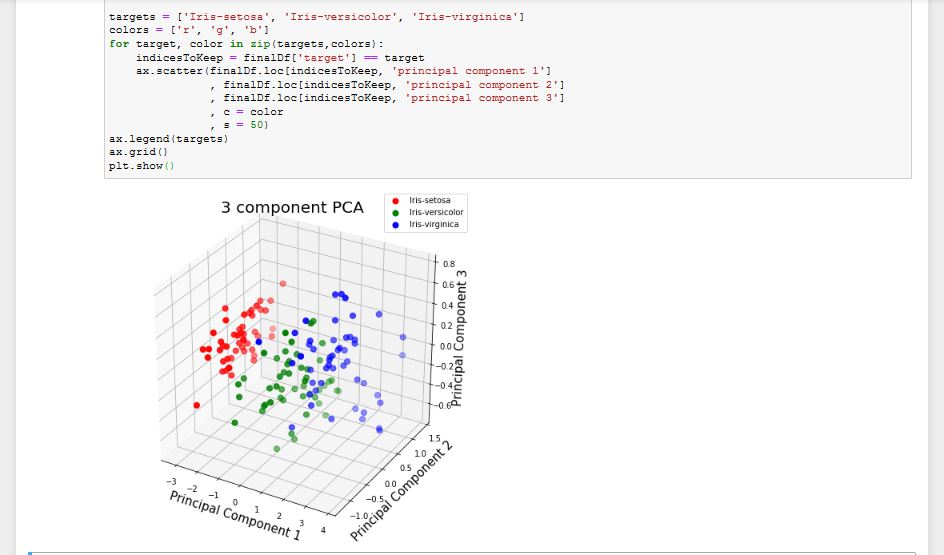 targets = ['Iris-setosa', 'Iris-versicolor', 'Iris-virginica']
colors = ['r', 'g', 'b']
for target, color in zip(targets,colors):
    indicesToKeep = finalDf['target'] == target
    ax.scatter(finalDf.loc[indicesToKeep, 'principal component 1']
               , finalDf.loc[indicesToKeep, 'principal component 2']
               , finalDf.loc[indicesToKeep, 'principal component 3']
               , c = color
               , s = 50)
ax.legend(targets)
ax.grid()
plt.show()
3 component PCA
Iris-setosa
Iris-versicolor
Iris-virginica
0.8
0.6
0.4
0.2
0.0
−0.2
−0.4
−0.6
Principal Component 3
1.5
1.0
0.5
0.0
−0.5
−1.0
Principal Component 2
−3
−2
−1
0
1
2
3
4
Principal Component 1